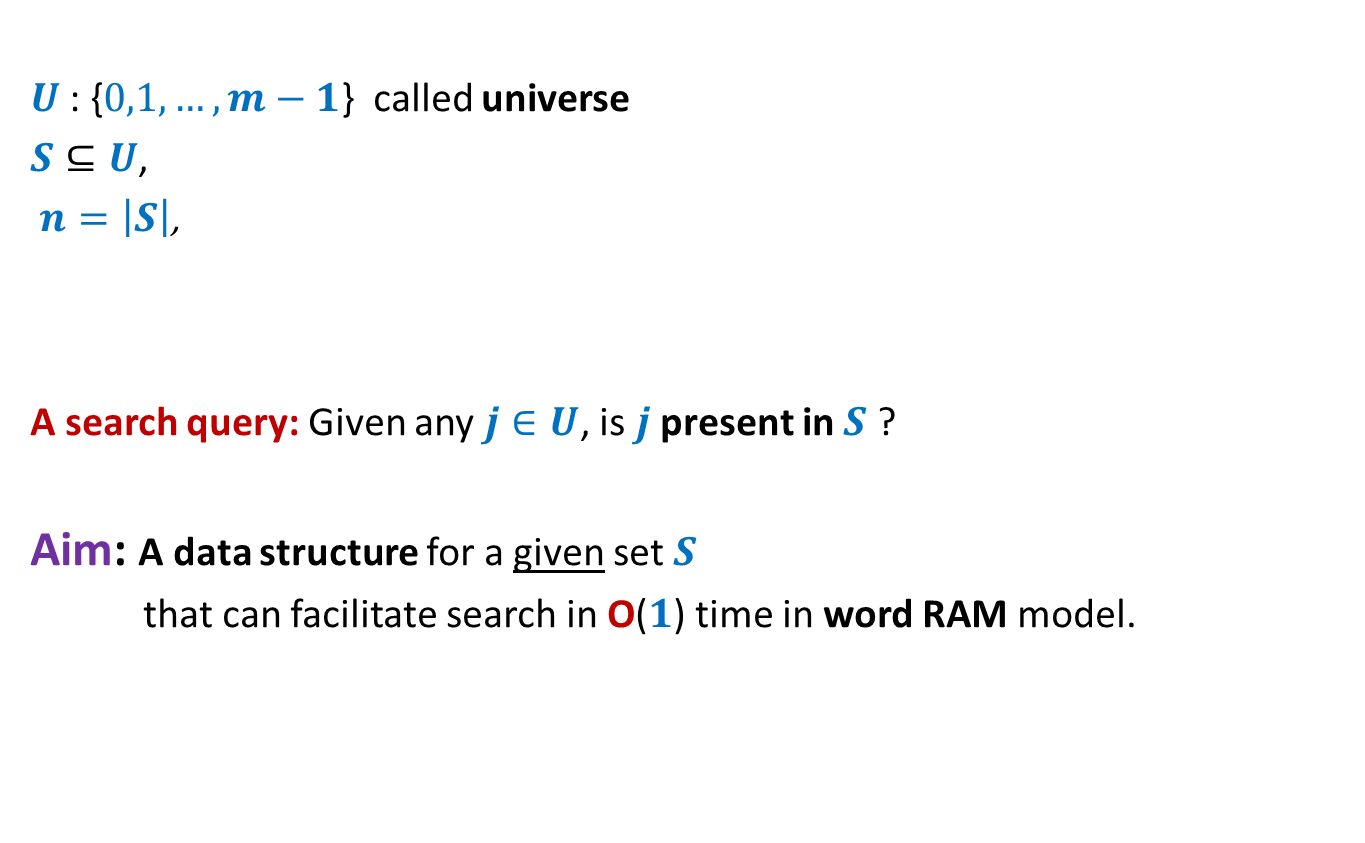 U : {0,1, … , m − 1} called universe
S ⊆ U,
n = |S|,
A search query: Given any j ∈ U, is j present in S ?
Aim: A data structure for a given set S
that can facilitate search in O(1) time in word RAM model.